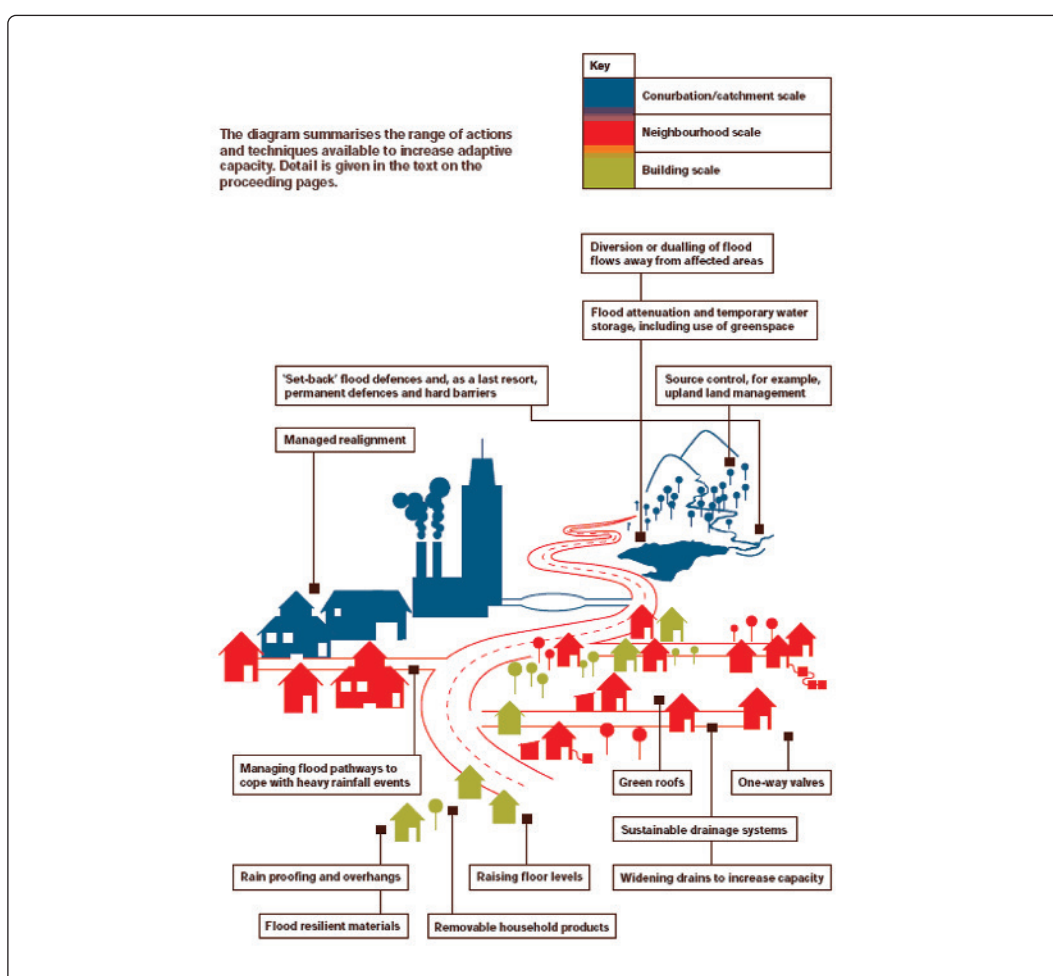 Key
Conurbation/catchment scale
Neighbourhood scale
Building scale
The diagram summarises the range of actions
and techniques available to increase adaptive
capacity. Detail is given in the text on the
proceeding pages.
Diversion or dualling of flood
flows away from affected areas
Flood attenuation and temporary water
storage, including use of greenspace
'Set-back' flood defences and, as a last resort,
permanent defences and hard barriers
Source control, for example,
upland land management
Managed realignment
Managing flood pathways to
cope with heavy rainfall events
Green roofs
One-way valves
Sustainable drainage systems
Rain proofing and overhangs
Raising floor levels
Widening drains to increase capacity
Flood resilient materials
Removable household products